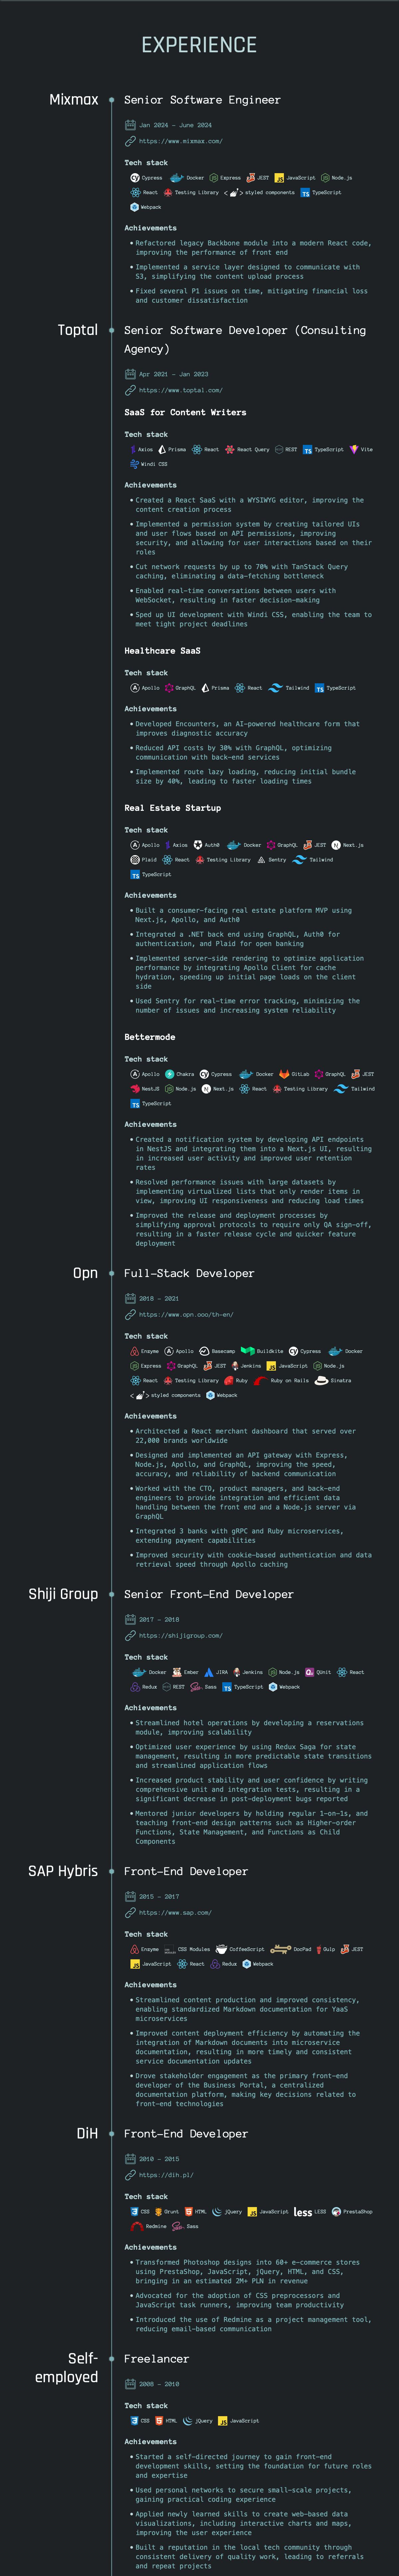 EXPERIENCE
Mixmax
Senior Software Engineer
Jan 2024 - June 2024
https://www.mixmax.com/
Tech stack
Cypress Docker Express JEST JavaScript Node.js
React Testing Library styled components TypeScript
Webpack
Achievements
• Refactored legacy Backbone module into a modern React code,
improving the performance of front end
• Implemented a service layer designed to communicate with
S3, simplifying the content upload process
• Fixed several P1 issues on time, mitigating financial loss
and customer dissatisfaction
Toptal
Senior Software Developer (Consulting
Agency)
Apr 2021 - Jan 2023
https://www.toptal.com/
SaaS for Content Writers
Tech stack
Axios Prisma React React Query REST TypeScript Vite
Windi CSS
Achievements
• Created a React SaaS with a WYSIWYG editor, improving the
content creation process
• Implemented a permission system by creating tailored UIs
and user flows based on API permissions, improving
security, and allowing for user interactions based on their
roles
• Cut network requests by up to 70% with TanStack Query
caching, eliminating a data-fetching bottleneck
• Enabled real-time conversations between users with
WebSocket, resulting in faster decision-making
• Sped up UI development with Windi CSS, enabling the team to
meet tight project deadlines
Healthcare SaaS
Tech stack
Apollo GraphQL Prisma React Tailwind TypeScript
Achievements
• Developed Encounters, an AI-powered healthcare form that
improves diagnostic accuracy
• Reduced API costs by 30% with GraphQL, optimizing
communication with back-end services
• Implemented route lazy loading, reducing initial bundle
size by 40%, leading to faster loading times
Real Estate Startup
Tech stack
Apollo Axios Auth0 Docker GraphQL JEST Next.js
Plaid React Testing Library Sentry Tailwind
TypeScript
Achievements
• Built a consumer-facing real estate platform MVP using
Next.js, Apollo, and Auth0
• Integrated a .NET back end using GraphQL, Auth0 for
authentication, and Plaid for open banking
• Implemented server-side rendering to optimize application
performance by integrating Apollo Client for cache
hydration, speeding up initial page loads on the client
side
• Used Sentry for real-time error tracking, minimizing the
number of issues and increasing system reliability
Bettermode
Tech stack
Apollo Chakra Cypress Docker GitLab GraphQL JEST
NestJS Node.js Next.js React Testing Library Tailwind
TypeScript
Achievements
• Created a notification system by developing API endpoints
in NestJS and integrating them into a Next.js UI, resulting
in increased user activity and improved user retention
rates
• Resolved performance issues with large datasets by
implementing virtualized lists that only render items in
view, improving UI responsiveness and reducing load times
• Improved the release and deployment processes by
simplifying approval protocols to require only QA sign-off,
resulting in a faster release cycle and quicker feature
deployment
Opn
Full-Stack Developer
2018 - 2021
https://www.opn.ooo/th-en/
Tech stack
Enzyme Apollo Basecamp Buildkite Cypress Docker
Express GraphQL JEST Jenkins JavaScript Node.js
React Testing Library Ruby Ruby on Rails Sinatra
styled components Webpack
Achievements
• Architected a React merchant dashboard that served over
22,000 brands worldwide
• Designed and implemented an API gateway with Express,
Node.js, Apollo, and GraphQL, improving the speed,
accuracy, and reliability of backend communication
• Worked with the CTO, product managers, and back-end
engineers to provide integration and efficient data
handling between the front end and a Node.js server via
GraphQL
• Integrated 3 banks with gRPC and Ruby microservices,
extending payment capabilities
• Improved security with cookie-based authentication and data
retrieval speed through Apollo caching
Shiji Group
Senior Front-End Developer
2017 - 2018
https://shijigroup.com/
Tech stack
Docker Ember JIRA Jenkins Node.js QUnit React
Redux REST Sass TypeScript Webpack
Achievements
• Streamlined hotel operations by developing a reservations
module, improving scalability
• Optimized user experience by using Redux Saga for state
management, resulting in more predictable state transitions
and streamlined application flows
• Increased product stability and user confidence by writing
comprehensive unit and integration tests, resulting in a
significant decrease in post-deployment bugs reported
• Mentored junior developers by holding regular 1-on-1s, and
teaching front-end design patterns such as Higher-order
Functions, State Management, and Functions as Child
Components
SAP Hybris
Front-End Developer
2015 - 2017
https://www.sap.com/
Tech stack
Enzyme CSS Modules CoffeeScript DocPad Gulp JEST
JavaScript React Redux Webpack
Achievements
• Streamlined content production and improved consistency,
enabling standardized Markdown documentation for YaaS
microservices
• Improved content deployment efficiency by automating the
integration of Markdown documents into microservice
documentation, resulting in more timely and consistent
service documentation updates
• Drove stakeholder engagement as the primary front-end
developer of the Business Portal, a centralized
documentation platform, making key decisions related to
front-end technologies
DiH
Front-End Developer
2010 - 2015
https://dih.pl/
Tech stack
CSS Grunt HTML jQuery JavaScript LESS PrestaShop
Redmine Sass
Achievements
• Transformed Photoshop designs into 60+ e-commerce stores
using PrestaShop, JavaScript, jQuery, HTML, and CSS,
bringing in an estimated 2M+ PLN in revenue
• Advocated for the adoption of CSS preprocessors and
JavaScript task runners, improving team productivity
• Introduced the use of Redmine as a project management tool,
reducing email-based communication
Self-
employed
Freelancer
2008 - 2010
Tech stack
CSS HTML jQuery JavaScript
Achievements
• Started a self-directed journey to gain front-end
development skills, setting the foundation for future roles
and expertise
• Used personal networks to secure small-scale projects,
gaining practical coding experience
• Applied newly learned skills to create web-based data
visualizations, including interactive charts and maps,
improving the user experience
• Built a reputation in the local tech community through
consistent delivery of quality work, leading to referrals
and repeat projects